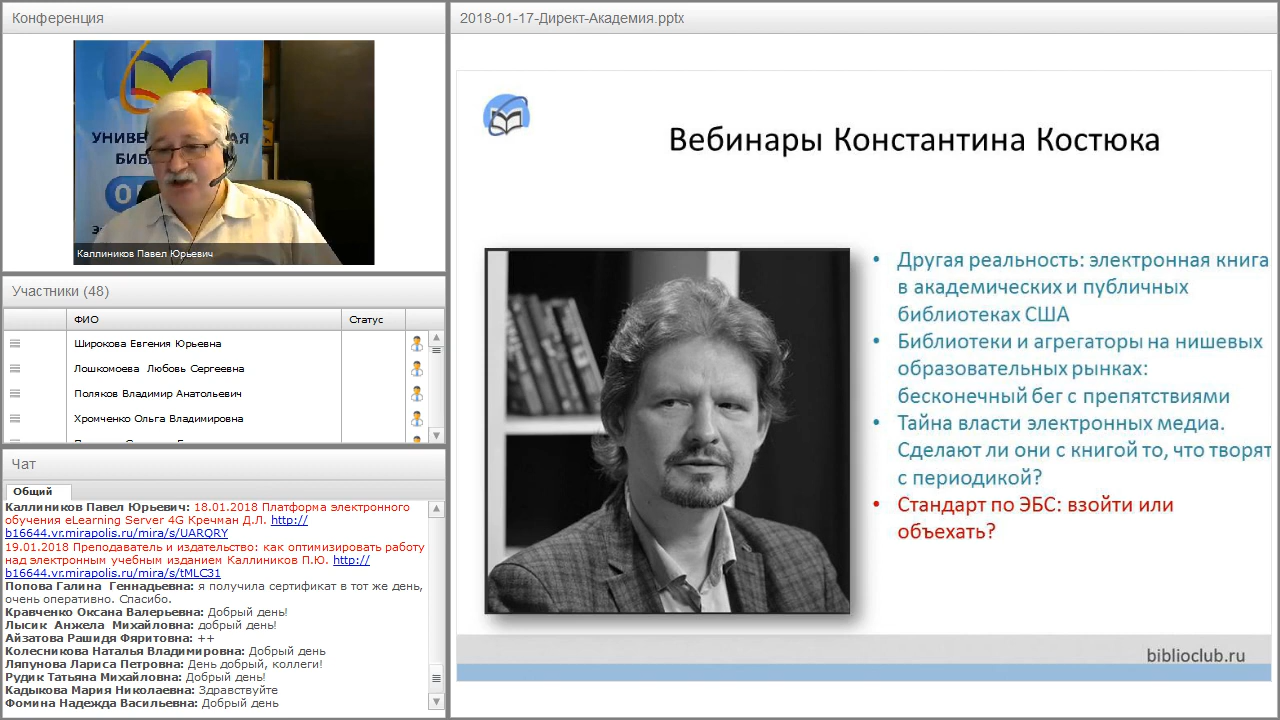 Конференция
УНИВЕ
АЯ
БИБ
О
Каллиников Павел Юрьевич
Участники (48)
ФИО
Статус
Широкова Евгения Юрьевна
Лошкомоева Любовь Сергеевна
Поляков Владимир Анатольевич
Хромченко Ольга Владимировна
Чат
Общий
Каллиников Павел Юрьевич: 18.01.2018 Платформа электронного
обучения eLearning Server 4G Кречман Д.Л. http://
b16644.vr.mirapolis.ru/mira/s/UARQRY
19.01.2018 Преподаватель и издательство: как оптимизировать работу
над электронным учебным изданием Каллиников П.Ю. http://
b16644.vr.mirapolis.ru/mira/s/tMLC31
Попова Галина Геннадьевна: я получила сертификат в тот же день,
очень оперативно. Спасибо.
Кравченко Оксана Валерьевна: Добрый день!
Лысик Анжела Михайловна: добрый день!
Айзатова Рашидя Фяритовна: ++
Колесникова Наталья Владимировна: Добрый день
Ляпунова Лариса Петровна: День добрый, коллеги!
Рудик Татьяна Михайловна: Добрый день!
Кадыкова Мария Николаевна: Здравствуйте
Фомина Надежда Васильевна: Добрый день
2018-01-17-Директ-Академия.pptx
Вебинары Константина Костюка
• Другая реальность: электронная книга
в академических и публичных
библиотеках США
• Библиотеки и агрегаторы на нишевых
образовательных рынках:
бесконечный бег с препятствиями
• Тайна власти электронных медиа.
Сделают ли они с книгой то, что творят
с периодикой?
• Стандарт по ЭБС: взойти или
объехать?
biblioclub.ru